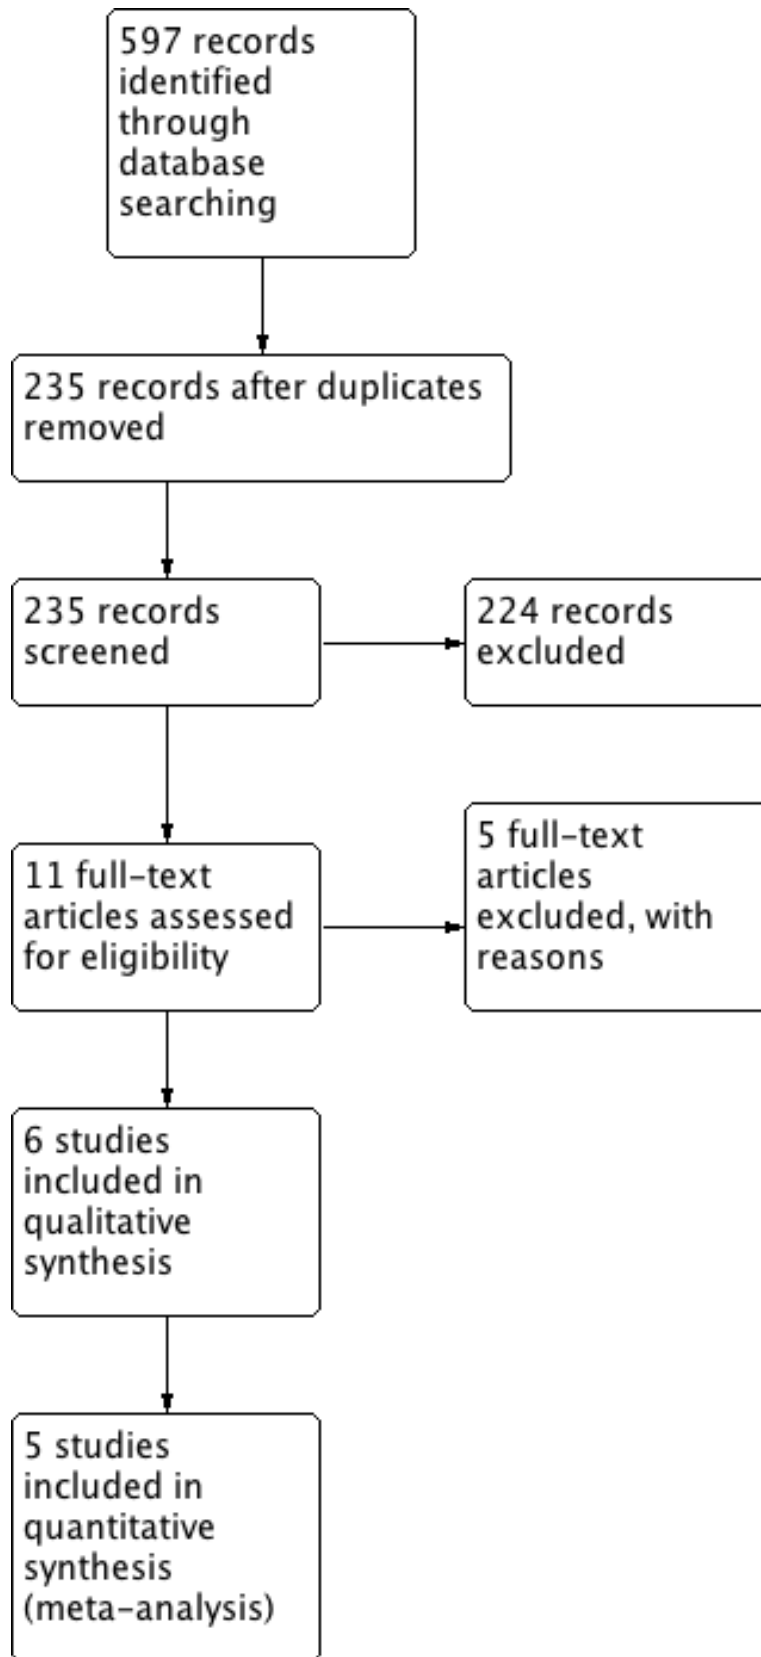 597 records
identified
through
database
searching
235 records after duplicates
removed
235 records
screened
224 records
excluded
11 full-text
articles assessed
for eligibility
5 full-text
articles
excluded, with
reasons
6 studies
included in
qualitative
synthesis
5 studies
included in
quantitative
synthesis
(meta-analysis)